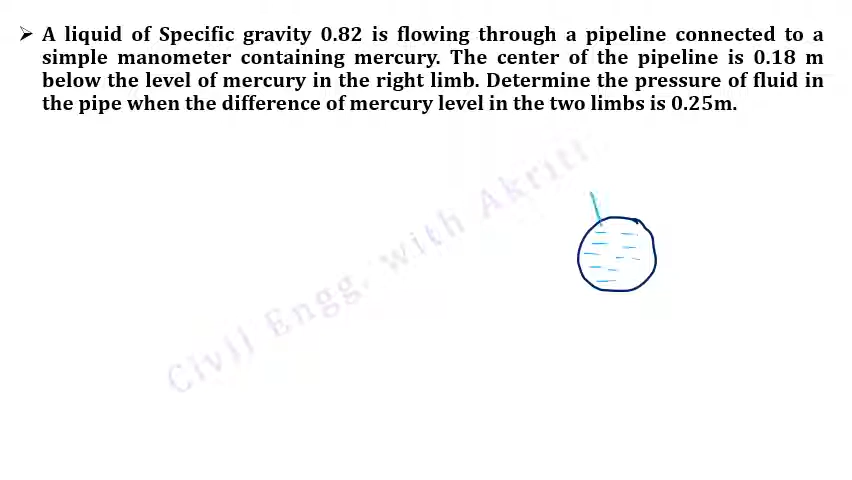 ➢ A liquid of Specific gravity 0.82 is flowing through a pipeline connected to a
simple manometer containing mercury. The center of the pipeline is 0.18 m
below the level of mercury in the right limb. Determine the pressure of fluid in
the pipe when the difference of mercury level in the two limbs is 0.25m.
Civil Engg. with Akriti